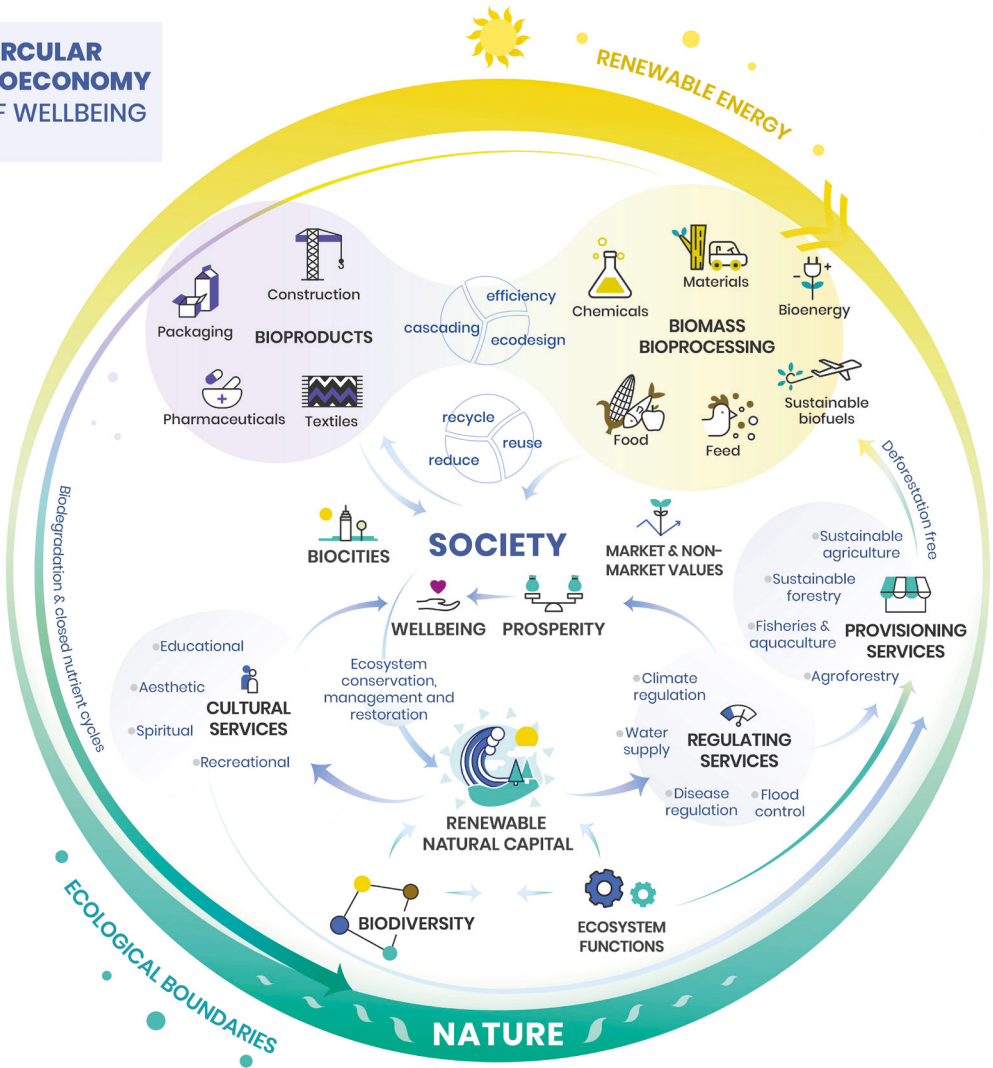 RCULAR
OECONOMY
F WELLBEING
RENEWABLE ENERGY
Construction
Packaging
BIOPRODUCTS
Pharmaceuticals
Textiles
efficiency
cascading
ecodesign
recycle
reuse
reduce
Chemicals
Materials
Bioenergy
BIOMASS
BIOPROCESSING
Food
Feed
Sustainable
biofuels
Deforestation free
Biodegradation & closed nutrient cycles
BIOCITIES
SOCIETY
MARKET & NON-
MARKET VALUES
WELLBEING
PROSPERITY
Sustainable
agriculture
Sustainable
forestry
Fisheries &
aquaculture
Agroforestry
PROVISIONING
SERVICES
Educational
Aesthetic
Spiritual
Recreational
CULTURAL
SERVICES
Ecosystem
conservation,
management and
restoration
Climate
regulation
Water
supply
REGULATING
SERVICES
Disease
regulation
Flood
control
RENEWABLE
NATURAL CAPITAL
BIODIVERSITY
ECOSYSTEM
FUNCTIONS
ECOLOGICAL BOUNDARIES
NATURE